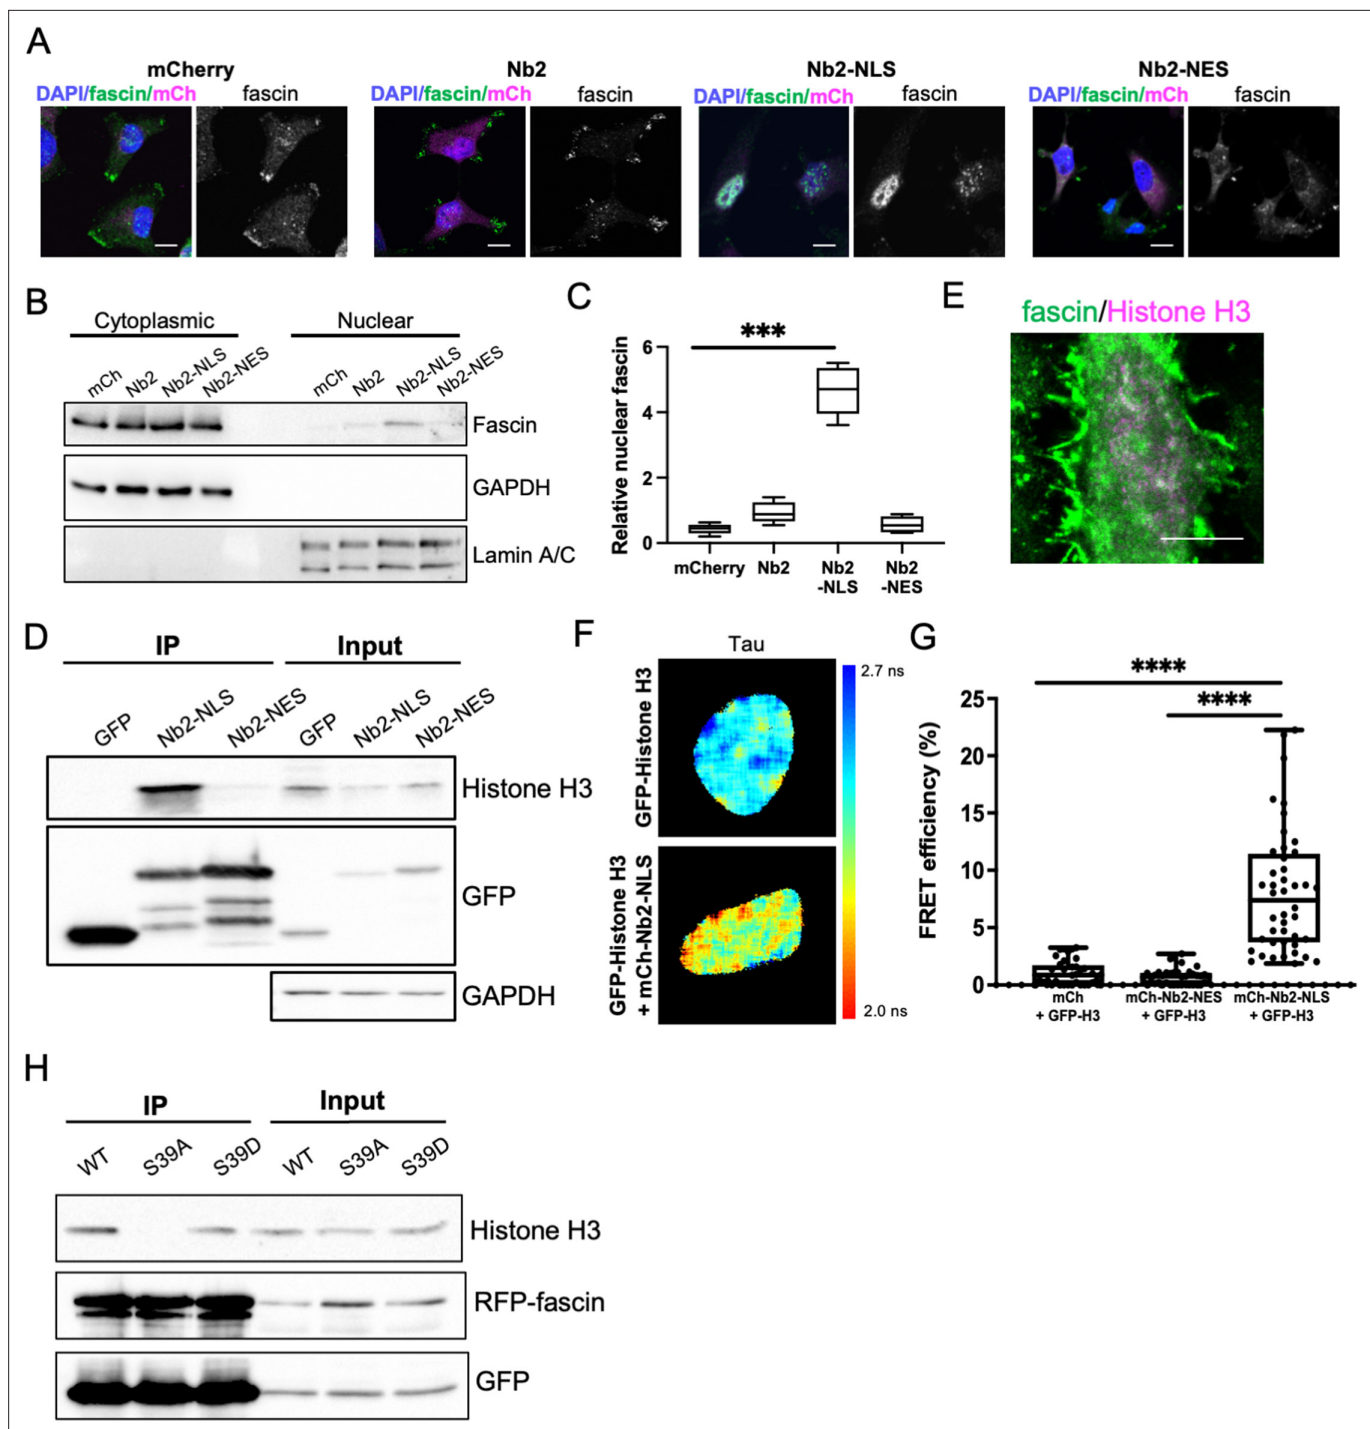 A
mCherry
DAPI/fascin/mCh fascin
Nb2
DAPI/fascin/mCh fascin
Nb2-NLS
DAPI/fascin/mCh fascin
Nb2-NES
DAPI/fascin/mCh fascin
B
Cytoplasmic Nuclear
mCh Nb2 Nb2-NLS Nb2-NES mCh Nb2 Nb2-NLS Nb2-NES
Fascin
GAPDH
Lamin A/C
C
***
Relative nuclear fascin
6
4
2
0
mCherry Nb2 Nb2 Nb2
-NLS -NES
E
fascin/Histone H3
D
IP Input
GFP Nb2-NLS Nb2-NES GFP Nb2-NLS Nb2-NES
Histone H3
GFP
GAPDH
F
Tau
GFP-Histone H3
GFP-Histone H3
+ mCh-Nb2-NLS
2.7 ns
2.0 ns
G
****
****
FRET efficiency (%)
25
20
15
10
5
0
mCh mCh-Nb2-NES mCh-Nb2-NLS
+ GFP-H3 + GFP-H3 + GFP-H3
H
IP Input
WT S39A S39D WT S39A S39D
Histone H3
RFP-fascin
GFP